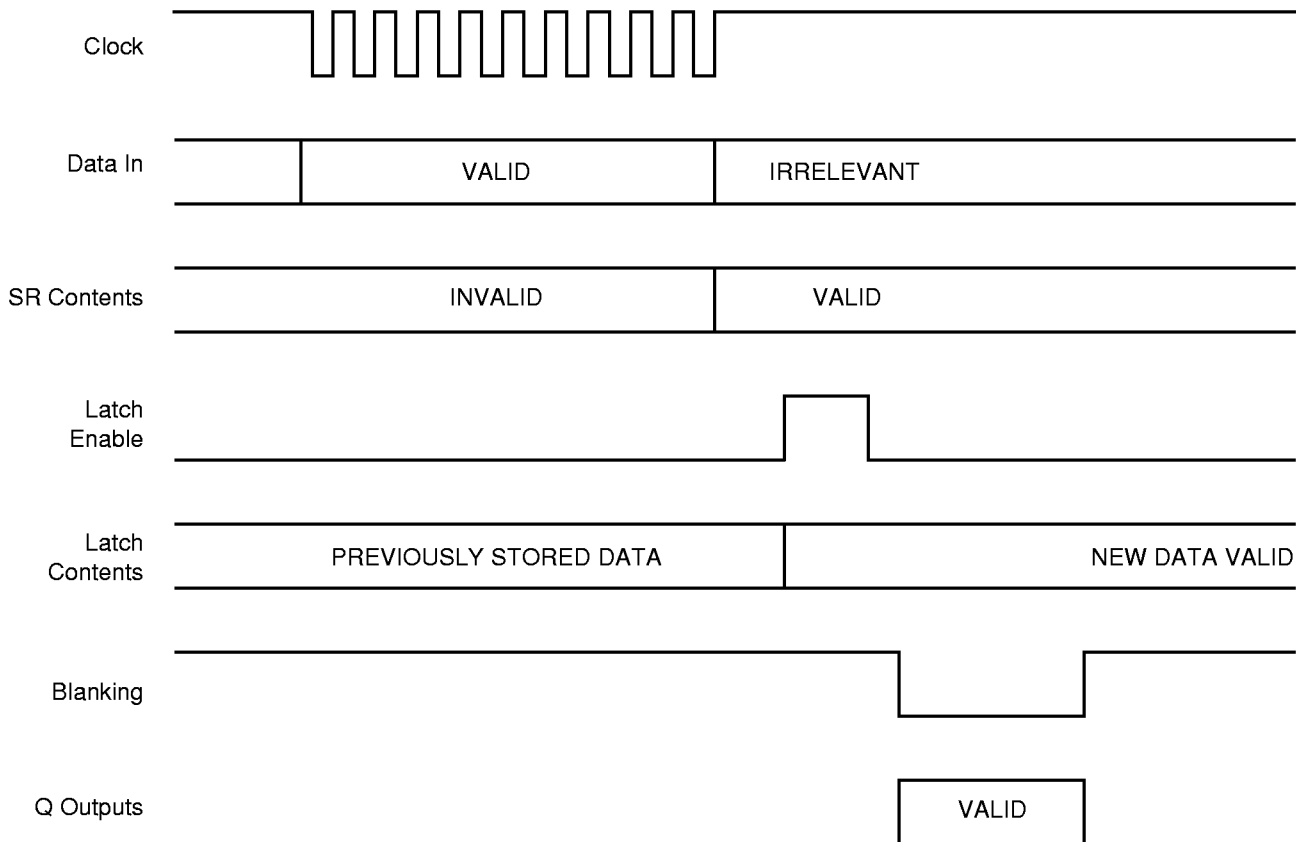 Clock
Data In
VALID
IRRELEVANT
SR Contents
INVALID
VALID
Latch
Enable
Latch
Contents
PREVIOUSLY STORED DATA
NEW DATA VALID
Blanking
Q Outputs
VALID